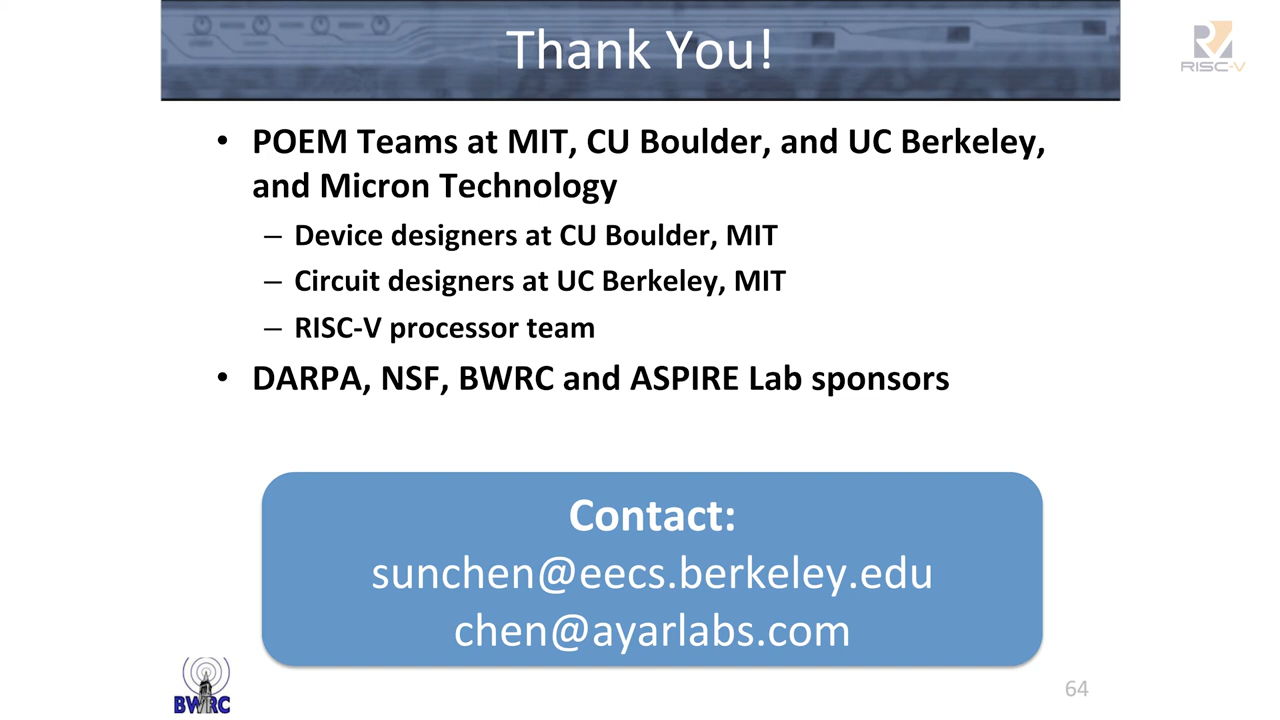 Thank You!
RISC-V
• POEM Teams at MIT, CU Boulder, and UC Berkeley,
and Micron Technology
– Device designers at CU Boulder, MIT
– Circuit designers at UC Berkeley, MIT
– RISC-V processor team
• DARPA, NSF, BWRC and ASPIRE Lab sponsors
Contact:
sunchen@eecs.berkeley.edu
chen@ayarlabs.com
BWRC
64